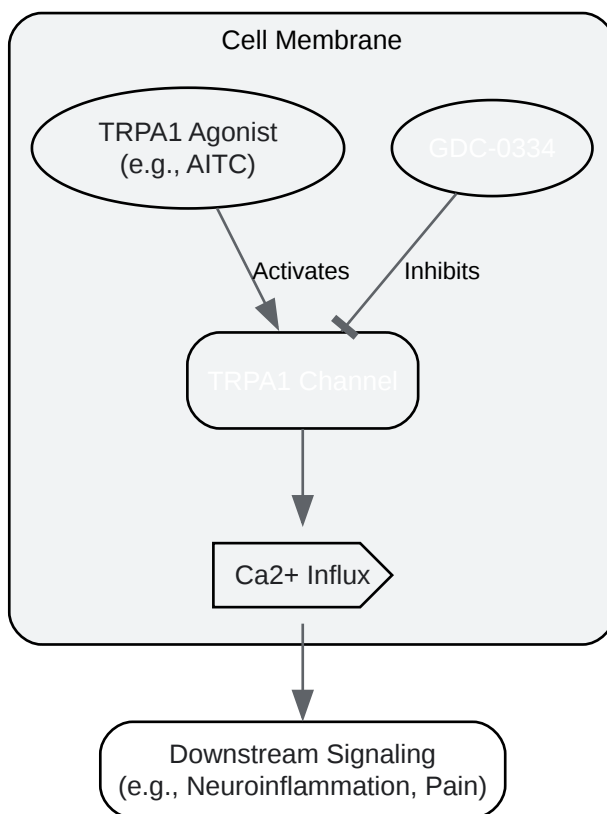 Cell Membrane
TRPA1 Agonist
(e.g., AITC)
GDC-0334
Activates
Inhibits
TRPA1 Channel
Ca2+ Influx
Downstream Signaling
(e.g., Neuroinflammation, Pain)